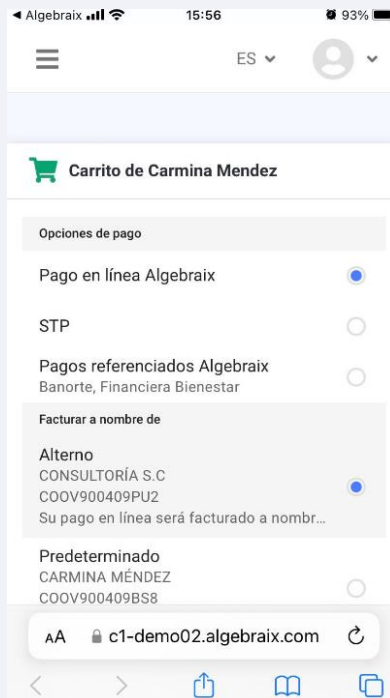 ◀ Algebraix 15:56 93%
ES
Carrito de Carmina Mendez
Opciones de pago
Pago en línea Algebraix
STP
Pagos referenciados Algebraix
Banorte, Financiera Bienestar
Facturar a nombre de
Alterno
CONSULTORÍA S.C
COOV900409PU2
Su pago en línea será facturado a nombr...
Predeterminado
CARMINA MÉNDEZ
COOV900409BS8
AA c1-demo02.algebraix.com